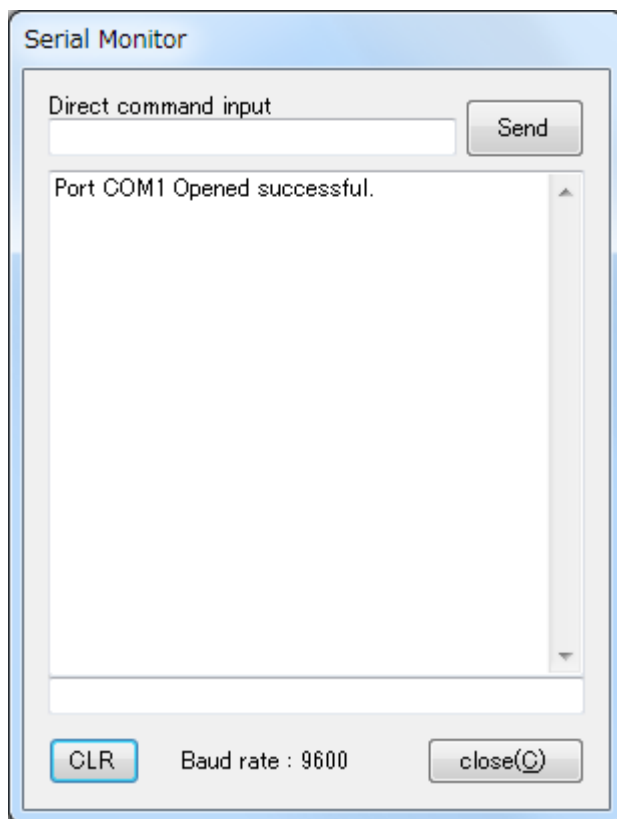 Serial Monitor
Direct command input
Send
Port COM1 Opened successful.
CLR
Baud rate : 9600
close(C)